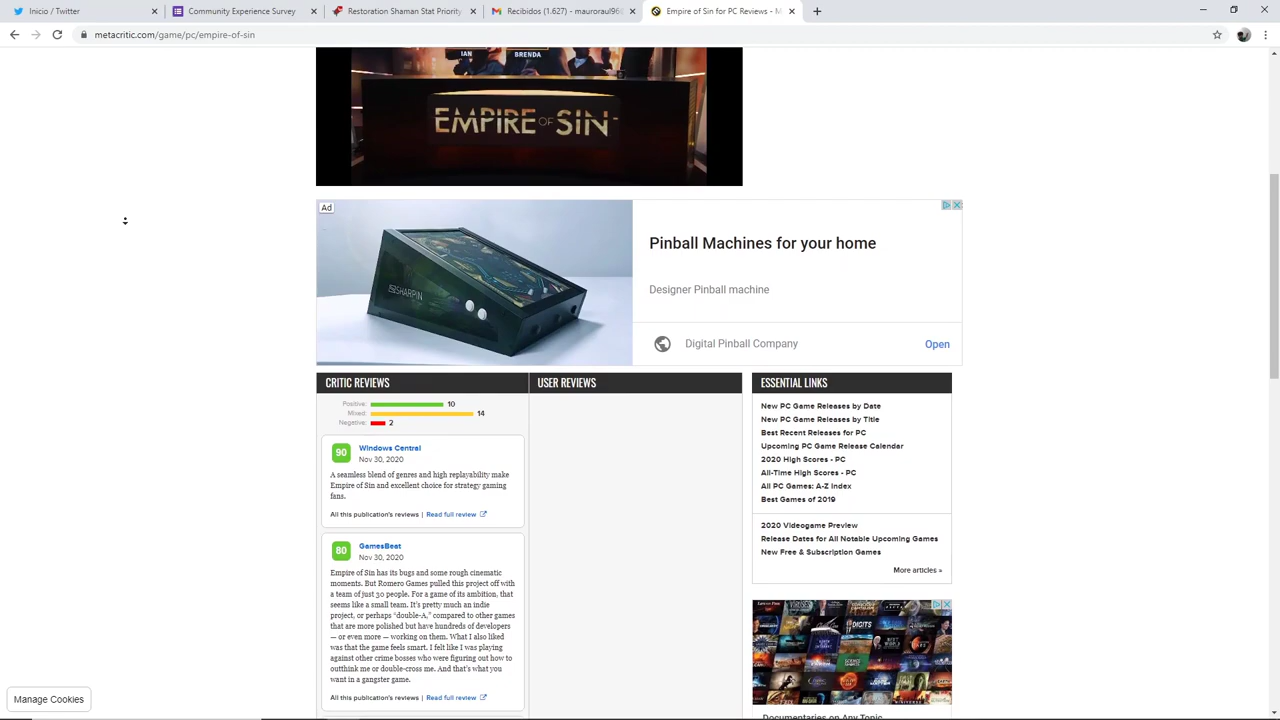 Inicio / Twitter
Community Experience Survey
Rest Stat Priority
Recibidos (1.627) - mauroraul966
Empire of Sin for PC Reviews - M
metacritic.com/game/pc/empire-of-sin
IAN
BRENDA
EMPIRE OF SIN
Ad
SHARPIN
Pinball Machines for your home
Designer Pinball machine
Digital Pinball Company
Open
CRITIC REVIEWS
Positive: 10
Mixed: 14
Negative: 2
90 Windows Central
Nov 30, 2020
A seamless blend of genres and high replayability make
Empire of Sin and excellent choice for strategy gaming
fans.
All this publication's reviews | Read full review
80 GamesBeat
Nov 30, 2020
Empire of Sin has its bugs and some rough cinematic
moments. But Romero Games pulled this project off with
a team of just 30 people. For a game of its ambition, that
seems like a small team. It's pretty much an indie
project, or perhaps “double-A,” compared to other games
that are more polished but have hundreds of developers
— or even more — working on them. What I also liked
was that the game feels smart. I felt like I was playing
against other crime bosses who were figuring out how to
outthink me or double-cross me. And that's what you
want in a gangster game.
All this publication's reviews | Read full review
USER REVIEWS
ESSENTIAL LINKS
New PC Game Releases by Date
New PC Game Releases by Title
Best Recent Releases for PC
Upcoming PC Game Release Calendar
2020 High Scores - PC
All-Time High Scores - PC
All PC Games: A-Z Index
Best Games of 2019
2020 Videogame Preview
Release Dates for All Notable Upcoming Games
New Free & Subscription Games
More articles »
Documentaries on Any Topic
Manage Cookies